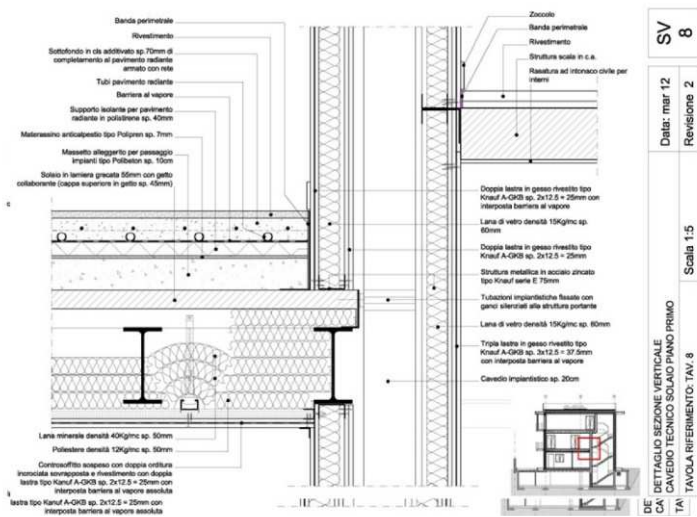 Banda perimetrale
Rivestimento
Sottofondo in cls additivato sp.70mm di
completamento al pavimento radiante
armato con rete
Tubi pavimento radiante
Barriera al vapore
Supporto isolante per pavimento
radiante in polistirene sp. 40mm
Materassino anticalpestio tipo Polipren sp. 7mm
Massetto alleggerito per passaggio
impianti tipo Polibeton sp. 10cm
Solaio in lamiera grecata 55mm con getto
collaborante (cappa superiore in getto sp. 45mm)
Lana minerale densità 40Kg/mc sp. 50mm
Poliestere densità 12Kg/mc sp. 50mm
Controsoffitto sospeso con doppia orditura
incrociata sovrapposta e rivestimento con doppia
lastra tipo Kanuf A-GKB sp. 2x12.5 = 25mm con
interposta barriera al vapore assoluta
lastra tipo Kanuf A-GKB sp. 2x12.5 = 25mm con
interposta barriera al vapore assoluta
Zoccolo
Banda perimetrale
Rivestimento
Struttura scala in c.a.
Rasatura ad intonaco civile per
interni
Doppia lastra in gesso rivestito tipo
Knauf A-GKB sp. 2x12.5 = 25mm con
interposta barriera al vapore
Lana di vetro densità 15Kg/mc sp.
60mm
Doppia lastra in gesso rivestito tipo
Knauf A-GKB sp. 2x12.5 = 25mm
Struttura metallica in acciaio zincato
tipo Knauf serie E 75mm
Tubazioni impiantistiche fissate con
ganci silenziati alla struttura portante
Lana di vetro densità 15Kg/mc sp. 60mm
Tripla lastra in gesso rivestito tipo
Knauf A-GKB sp. 3x12.5 = 37.5mm
con interposta barriera al vapore
Cavedio impiantistico sp. 20cm
SV
8
Data: mar 12
Revisione 2
DETTAGLIO SEZIONE VERTICALE
CAVEDIO TECNICO SOLAIO PIANO PRIMO
Scala 1:5
TAVOLA RIFERIMENTO: TAV. 8
DE
CA
TA